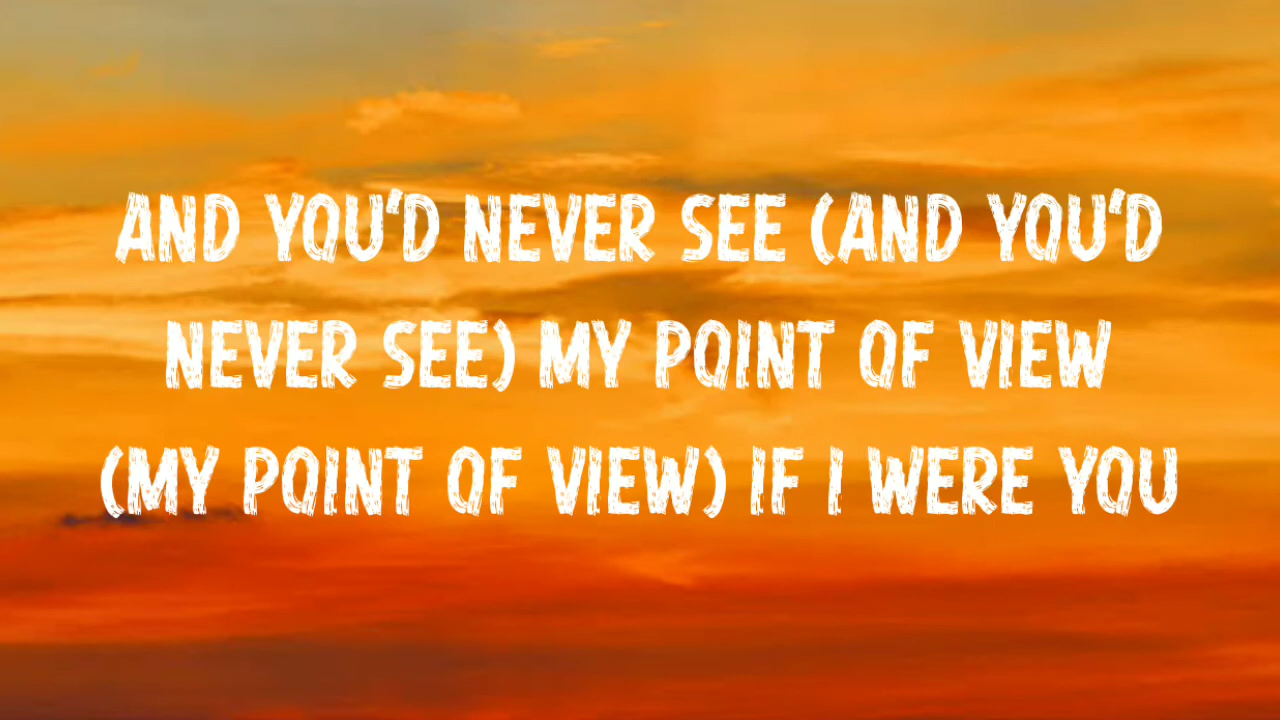 AND YOU'D NEVER SEE (AND YOU'D
NEVER SEE) MY POINT OF VIEW
(MY POINT OF VIEW) IF I WERE YOU